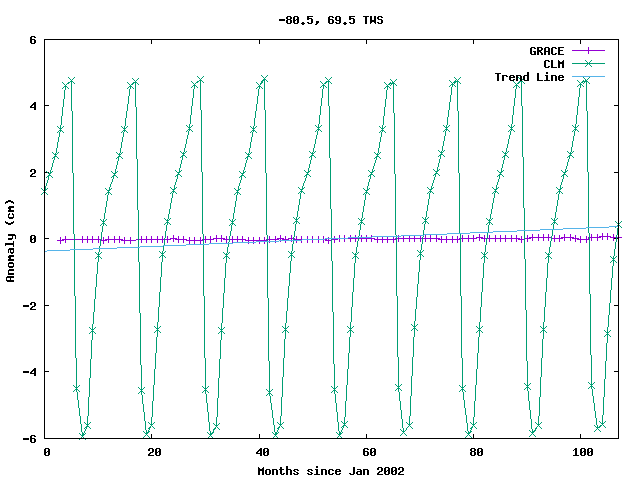 -80.5, 69.5 TWS
GRACE
CLM
Trend Line
6
4
2
0
-2
-4
-6
Anomaly (cm)
0 20 40 60 80 100
Months since Jan 2002